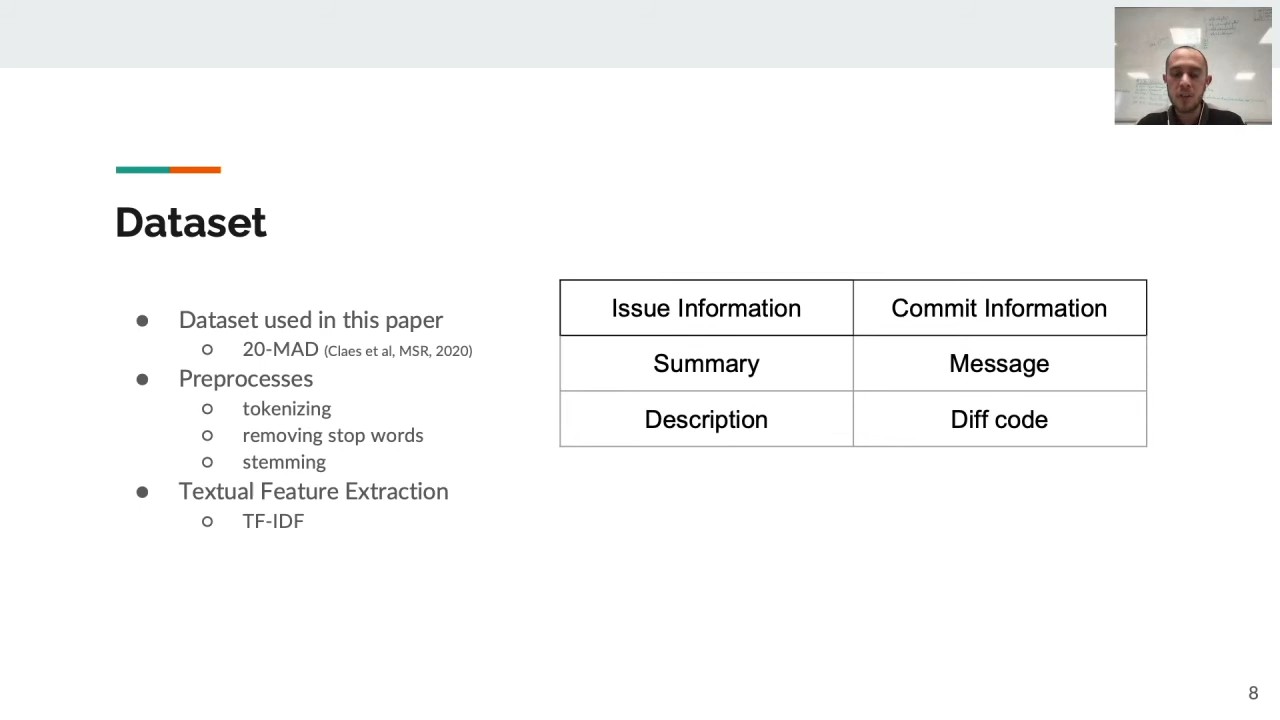 Dataset
● Dataset used in this paper
○ 20-MAD (Claes et al, MSR, 2020)
● Preprocesses
○ tokenizing
○ removing stop words
○ stemming
● Textual Feature Extraction
○ TF-IDF
Issue Information Commit Information
Summary Message
Description Diff code
8